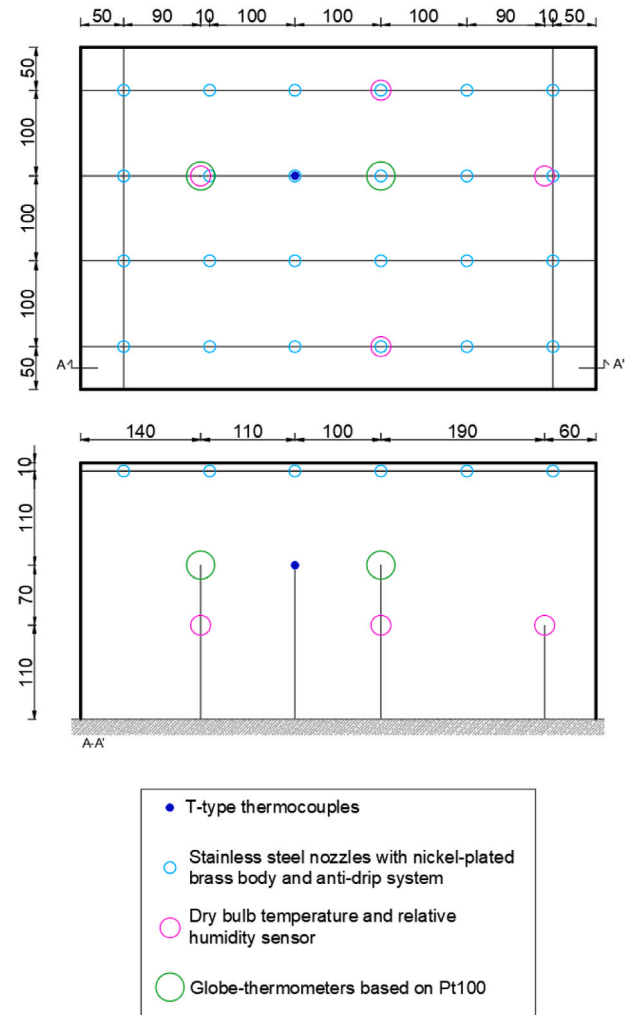 50 90 10 100 100 100 90 10 50
50
100
100
100
50
A A'
140 110 100 190 60
10
110
70
110
A-A'
T-type thermocouples
Stainless steel nozzles with nickel-plated
brass body and anti-drip system
Dry bulb temperature and relative
humidity sensor
Globe-thermometers based on Pt100